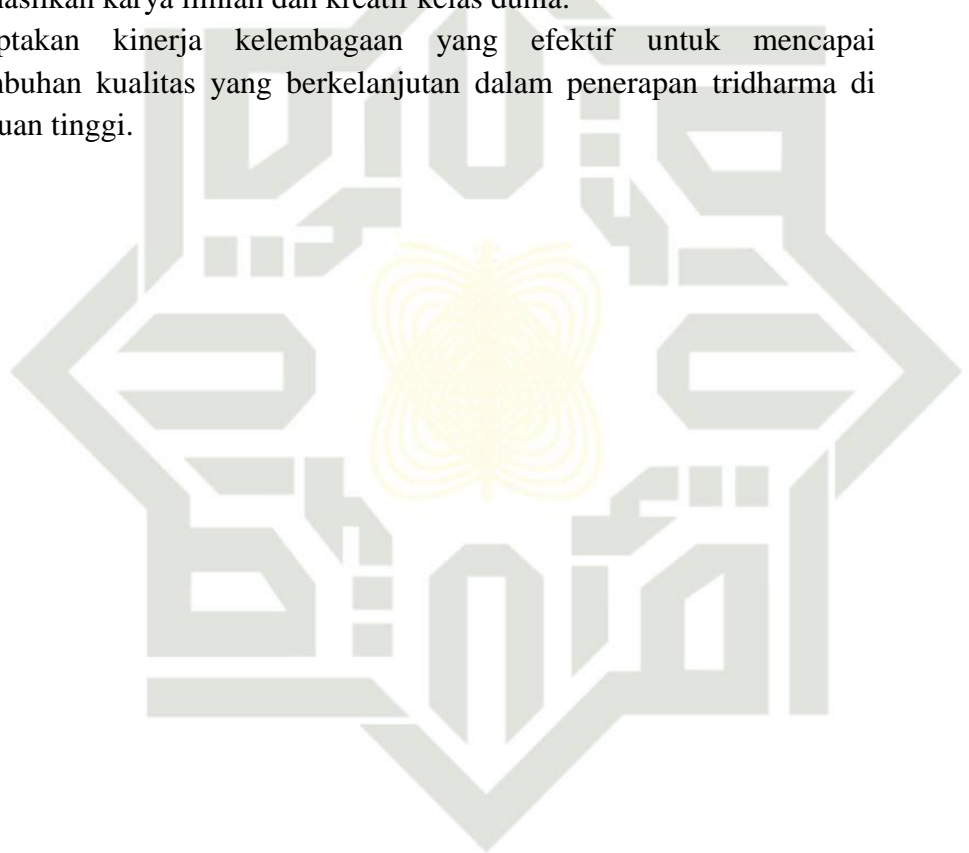 asilkan karya ilmiah dan kreatif kelas dunia.
ptakan kinerja kelembagaan yang efektif untuk mencapai
buhan kualitas yang berkelanjutan dalam penerapan tridharma di
uan tinggi.